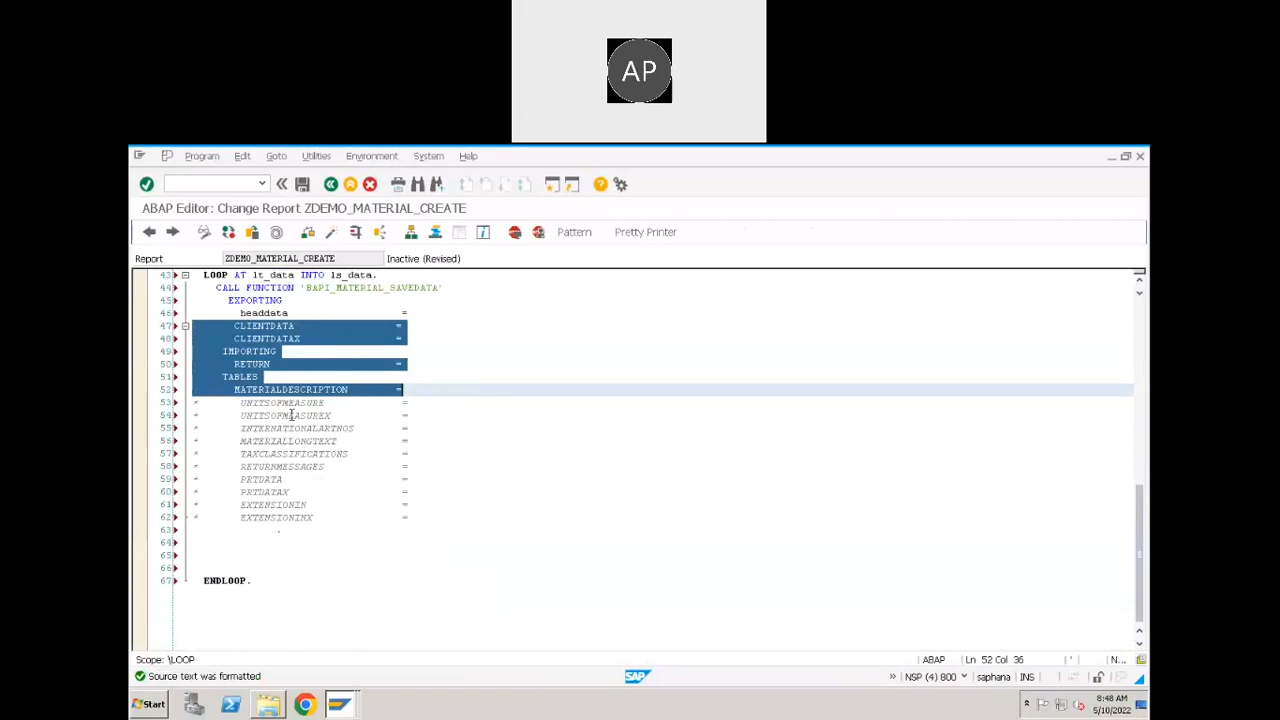 AP
Program Edit Goto Utilities Environment System Help
ABAP Editor: Change Report ZDEMO_MATERIAL_CREATE
Pattern Pretty Printer
Report ZDEMO_MATERIAL_CREATE Inactive (Revised)
43 LOOP AT lt_data INTO ls_data.
44 CALL FUNCTION 'BAPI_MATERIAL_SAVEDATA'
45 EXPORTING
46 headdata =
47 CLIENTDATA =
48 CLIENTDATAX =
49 IMPORTING
50 RETURN =
51 TABLES
52 MATERIALDESCRIPTION =
53 * UNITSOFMEASURE =
54 * UNITSOFMEASUREX =
55 * INTERNATIONALARTNOS =
56 * MATERIALLONGTEXT =
57 * TAXCLASSIFICATIONS =
58 * RETURNMESSAGES =
59 * PRTDATA =
60 * PRTDATAX =
61 * EXTENSIONIN =
62 * EXTENSIONINX =
63 .
64
65
66
67 ENDLOOP.
Scope: \LOOP ABAP Ln 52 Col 36 ' N...
Source text was formatted SAP » NSP (4) 800 saphana INS
Start 8:48 AM
5/10/2022